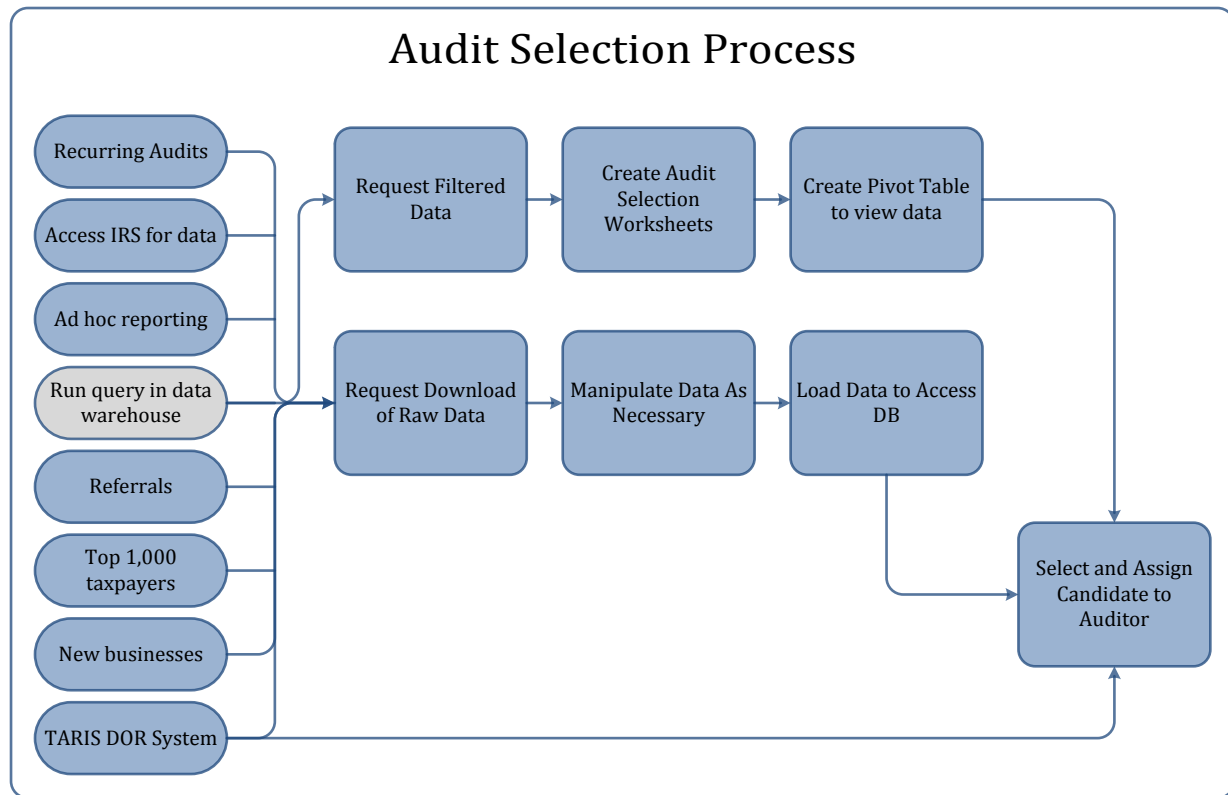 Audit Selection Process
Recurring Audits
Access IRS for data
Ad hoc reporting
Run query in data
warehouse
Referrals
Top 1,000
taxpayers
New businesses
TARIS DOR System
Request Filtered
Data
Create Audit
Selection
Worksheets
Create Pivot Table
to view data
Request Download
of Raw Data
Manipulate Data As
Necessary
Load Data to Access
DB
Select and Assign
Candidate to
Auditor